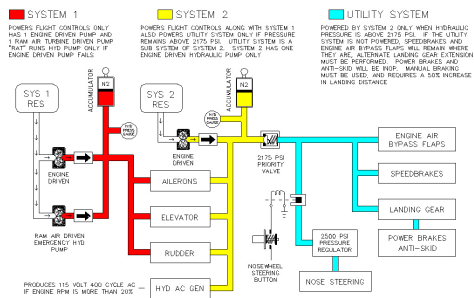 SYSTEM 1
POWERS FLIGHT CONTROLS ONLY
HAS 1 ENGINE DRIVEN PUMP AND
1 RAM AIR TURBINE DRIVEN PUMP
"RAT" RUNS HYD PUMP ONLY IF
ENGINE DRIVEN PUMP FAILS
SYSTEM 2
POWERS FLIGHT CONTROLS ALONG WITH SYSTEM 1
ALSO POWERS UTILITY SYSTEM ONLY IF PRESSURE
REMAINS ABOVE 2175 PSI. UTILITY SYSTEM IS A
SUB SYSTEM OF SYSTEM 2. SYSTEM 2 HAS ONE
ENGINE DRIVEN HYDRAULIC PUMP ONLY
UTILITY SYSTEM
POWERED BY SYSTEM 2 ONLY WHEN HYDRAULIC
PRESSURE IS ABOVE 2175 PSI. IF THE UTILITY
SYSTEM IS NOT POWERED, SPEEDBRAKES AND
ENGINE AIR BYPASS FLAPS WILL REMAIN WHERE
THEY ARE, ALTERNATE LANDING GEAR EXTENSION
MUST BE PERFORMED. POWER BRAKES AND
ANTI-SKID WILL BE INOP. MANUAL BRAKING
MUST BE USED, AND REQUIRES A 50% INCREASE
IN LANDING DISTANCE
SYS 1
RES
ACCUMULATOR
N2
HYD
PRESS
GAUGE
ENGINE
DRIVEN
RAM AIR DRIVEN
EMERGENCY HYD
PUMP
SYS 2
RES
ACCUMULATOR
N2
HYD
PRESS
GAUGE
ENGINE
DRIVEN
2175 PSI
PRIORITY
VALVE
AILERONS
ELEVATOR
RUDDER
HYD AC GEN
PRODUCES 115 VOLT 400 CYCLE AC
IF ENGINE RPM IS MORE THAN 20%
NOSEWHEEL
STEERING
BUTTON
2500 PSI
PRESSURE
REGULATOR
NOSE STEERING
ENGINE AIR
BYPASS FLAPS
SPEEDBRAKES
LANDING GEAR
POWER BRAKES
ANTI-SKID